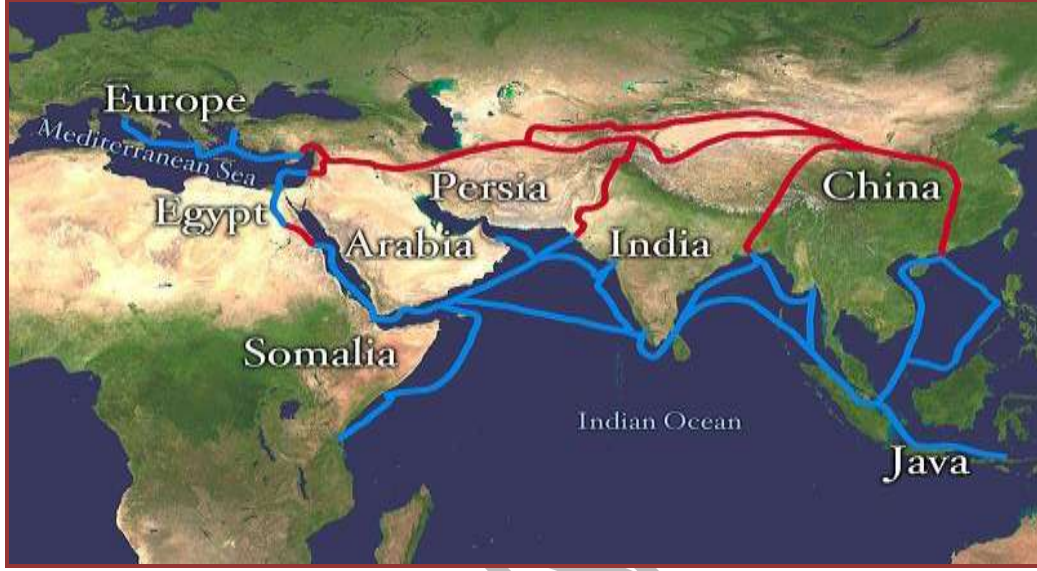 Europe
Mediterranean Sea
Persia
China
Egypt
Arabia
India
Somalia
Indian Ocean
Java